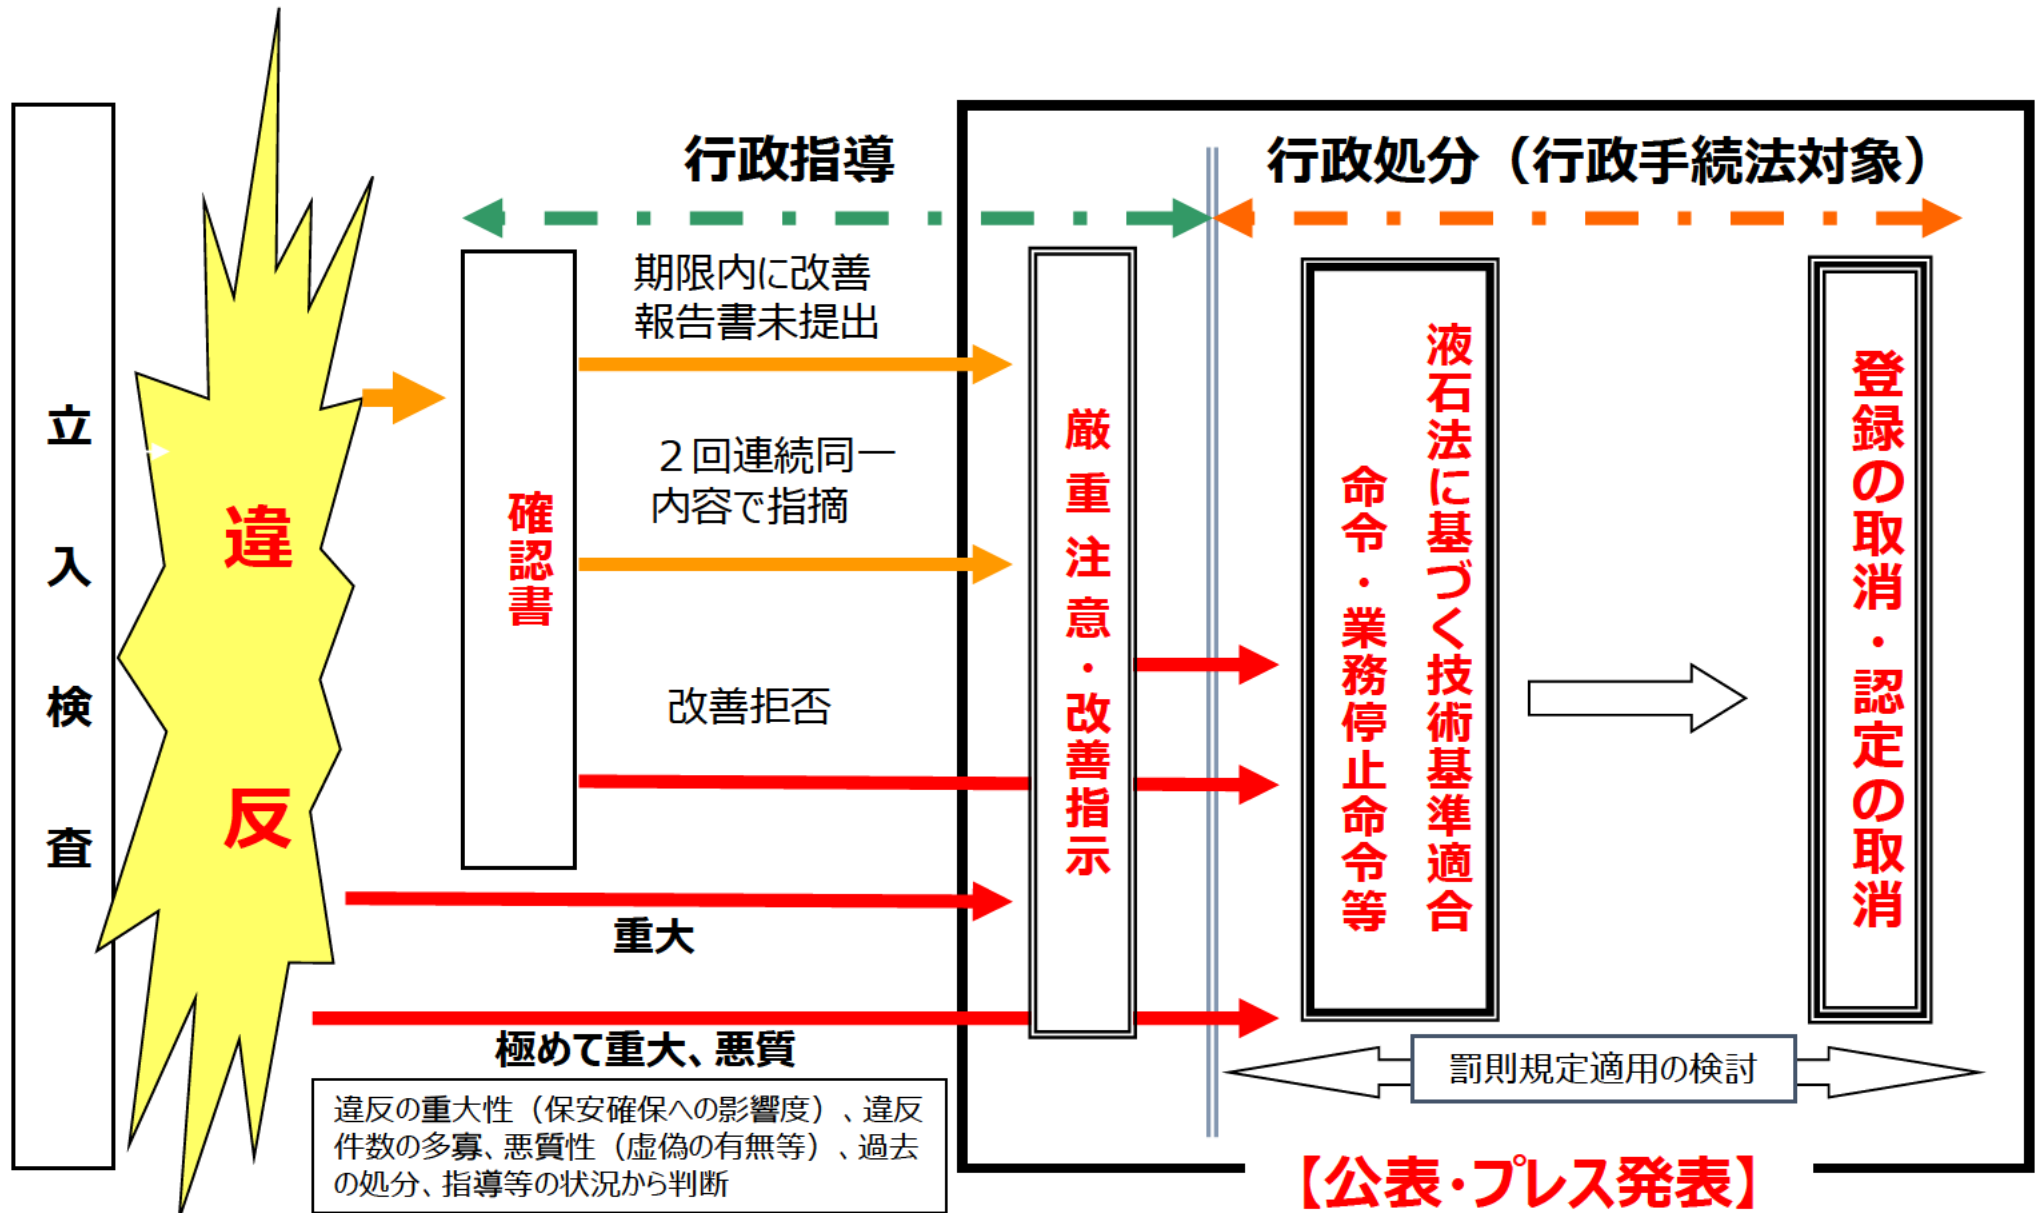 立入検査
違反
行政指導
行政処分（行政手続法対象）
確認書
期限内に改善
報告書未提出
２回連続同一
内容で指摘
改善拒否
重大
極めて重大、悪質
厳重注意・改善指示
液石法に基づく技術基準適合
命令・業務停止命令等
登録の取消・認定の取消
罰則規定適用の検討
違反の重大性（保安確保への影響度）、違反
件数の多寡、悪質性（虚偽の有無等）、過去
の処分、指導等の状況から判断
【公表・プレス発表】